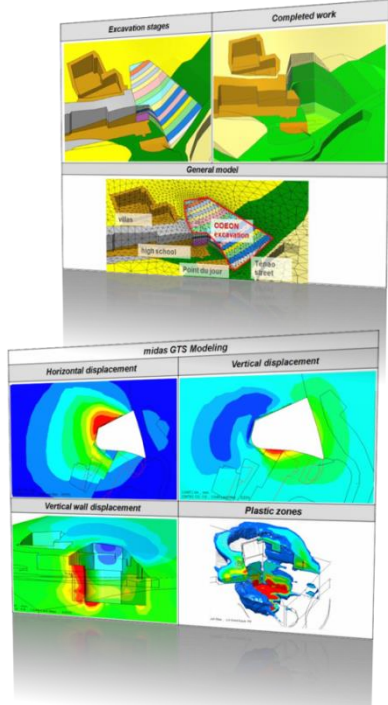 Excavation stages
Completed work
General model
villas
ODEON
excavation
high school
Point du jour
Ténao
street
midas GTS Modeling
Horizontal displacement
Vertical displacement
Vertical wall displacement
Plastic zones